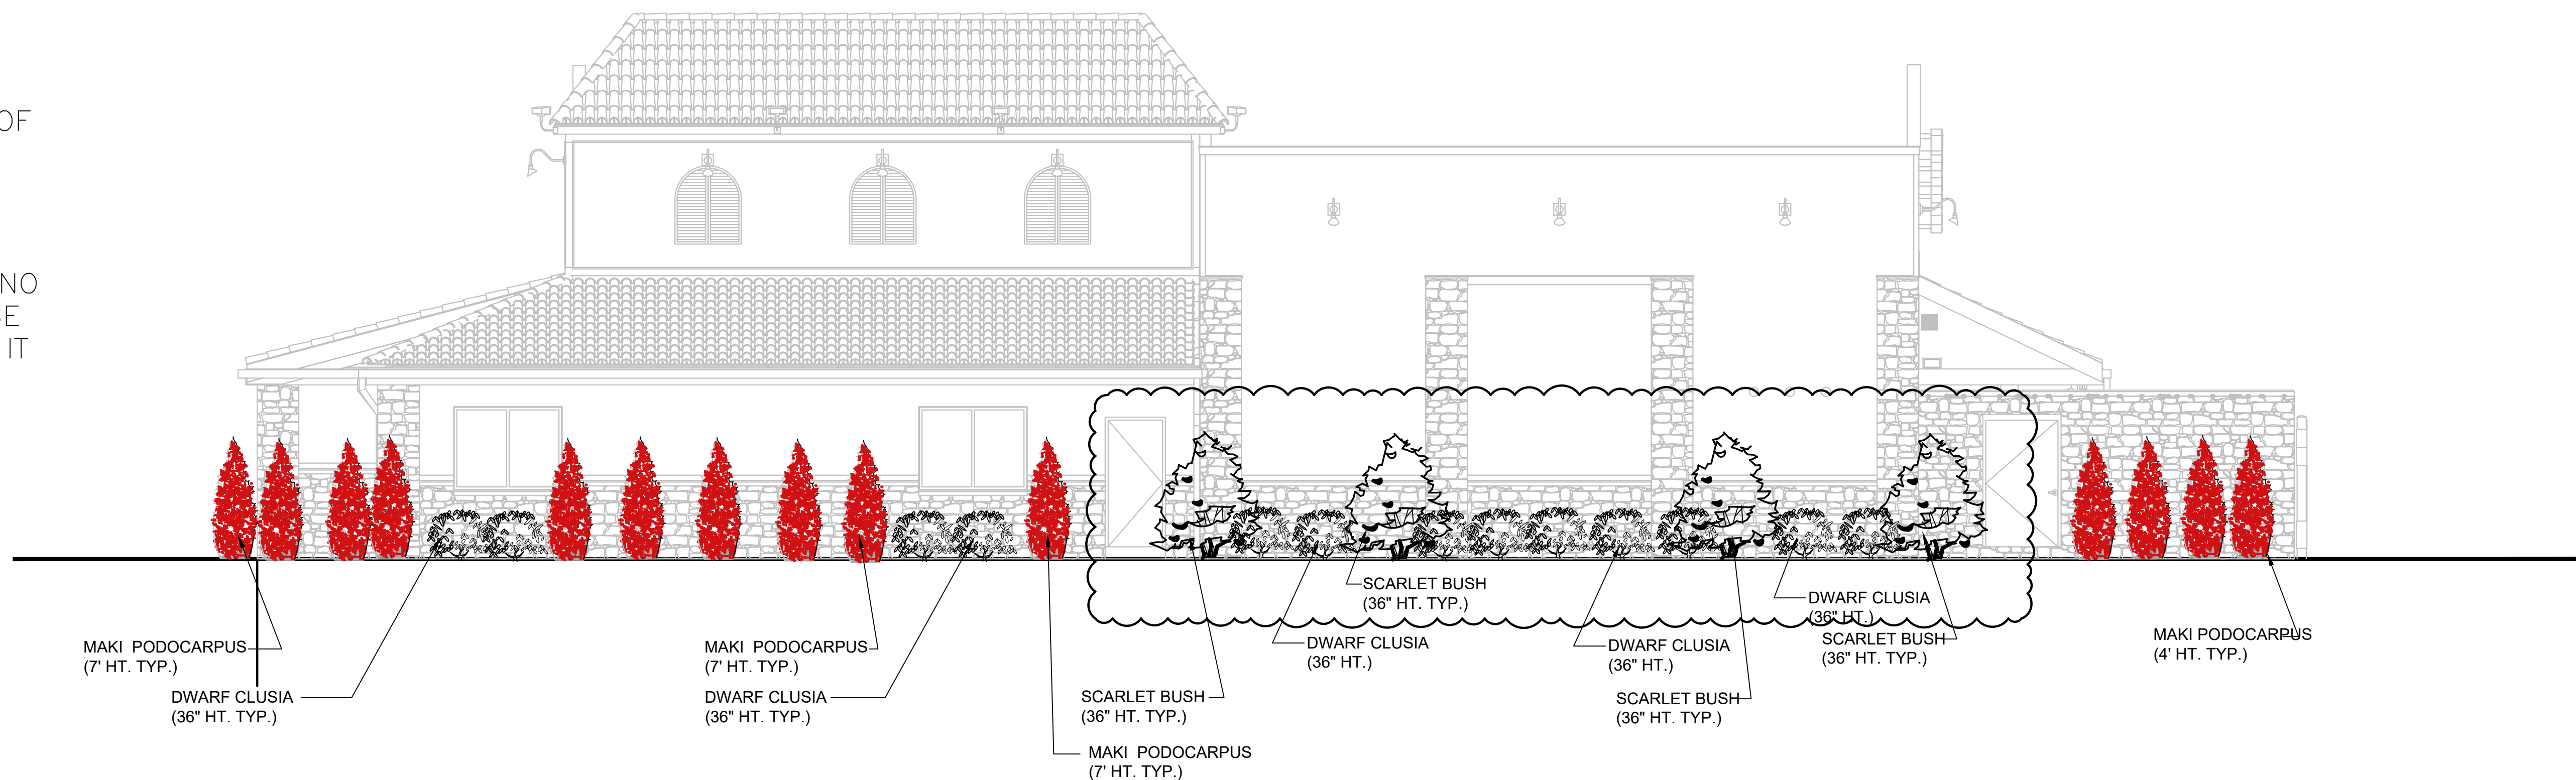 OF
NO
IT
MAKI PODOCARPUS
(7' HT. TYP.)
DWARF CLUSIA
(36" HT. TYP.)
MAKI PODOCARPUS
(7' HT. TYP.)
DWARF CLUSIA
(36" HT. TYP.)
SCARLET BUSH
(36" HT. TYP.)
MAKI PODOCARPUS
(7' HT. TYP.)
SCARLET BUSH
(36" HT. TYP.)
DWARF CLUSIA
(36" HT.)
DWARF CLUSIA
(36" HT.)
SCARLET BUSH
(36" HT. TYP.)
DWARF CLUSIA
(36" HT.)
SCARLET BUSH
(36" HT. TYP.)
MAKI PODOCARPUS
(4' HT. TYP.)